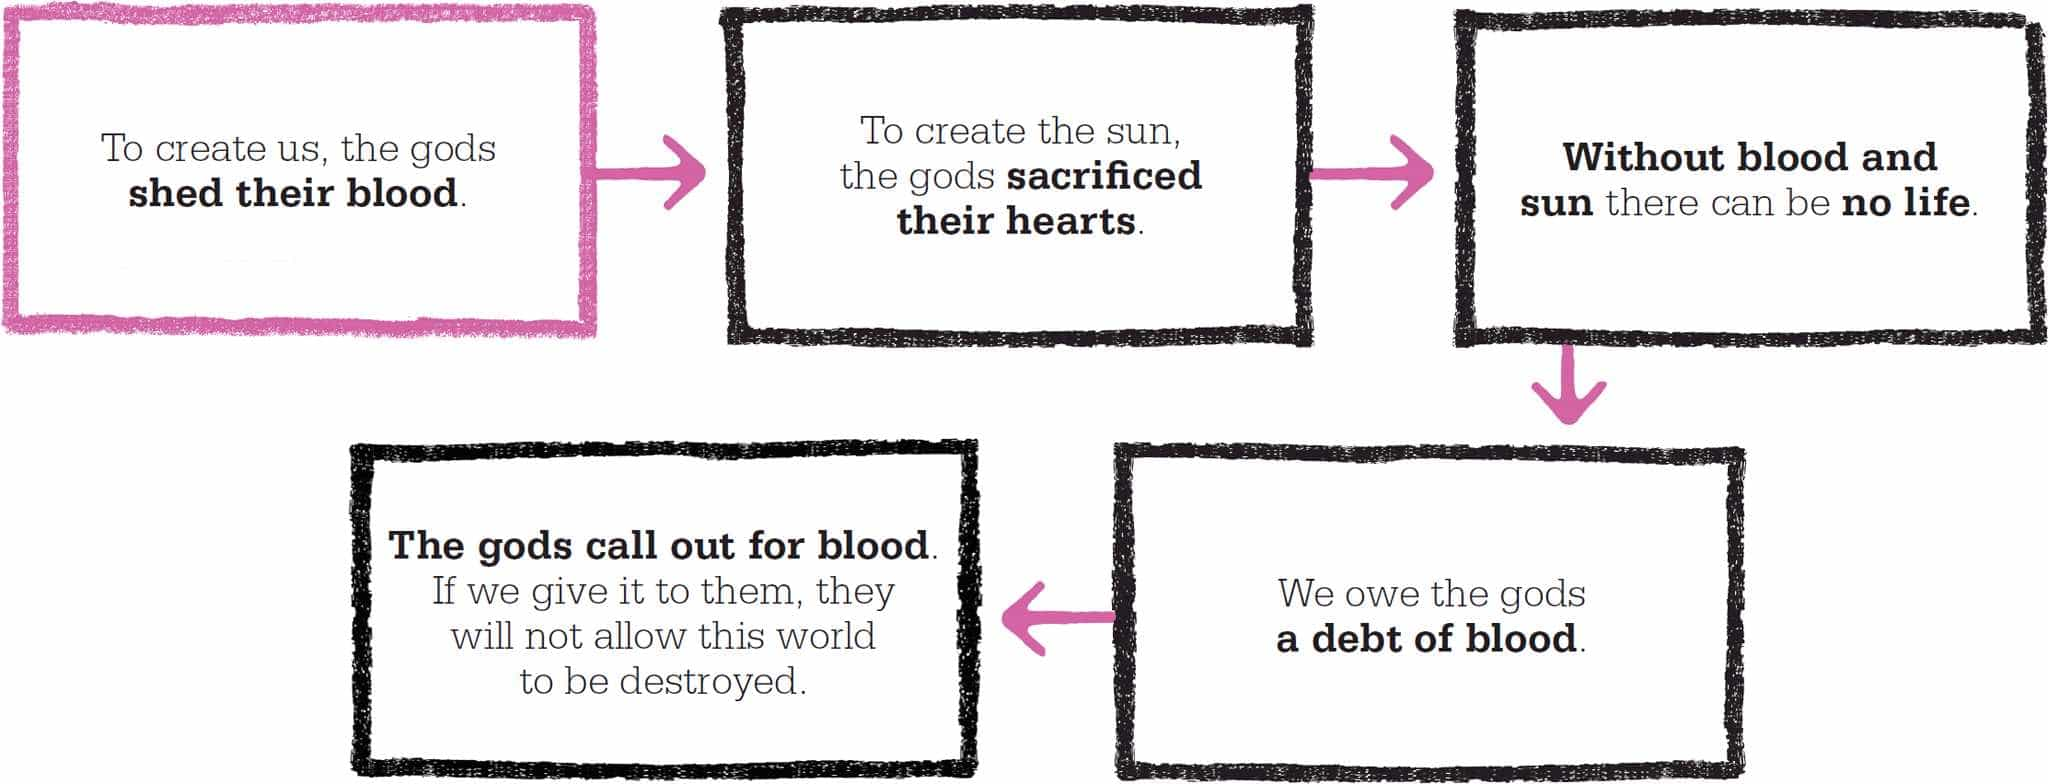 To create us, the gods
shed their blood.
To create the sun,
the gods sacrificed
their hearts.
Without blood and
sun there can be no life.
We owe the gods
a debt of blood.
The gods call out for blood.
If we give it to them, they
will not allow this world
to be destroyed.